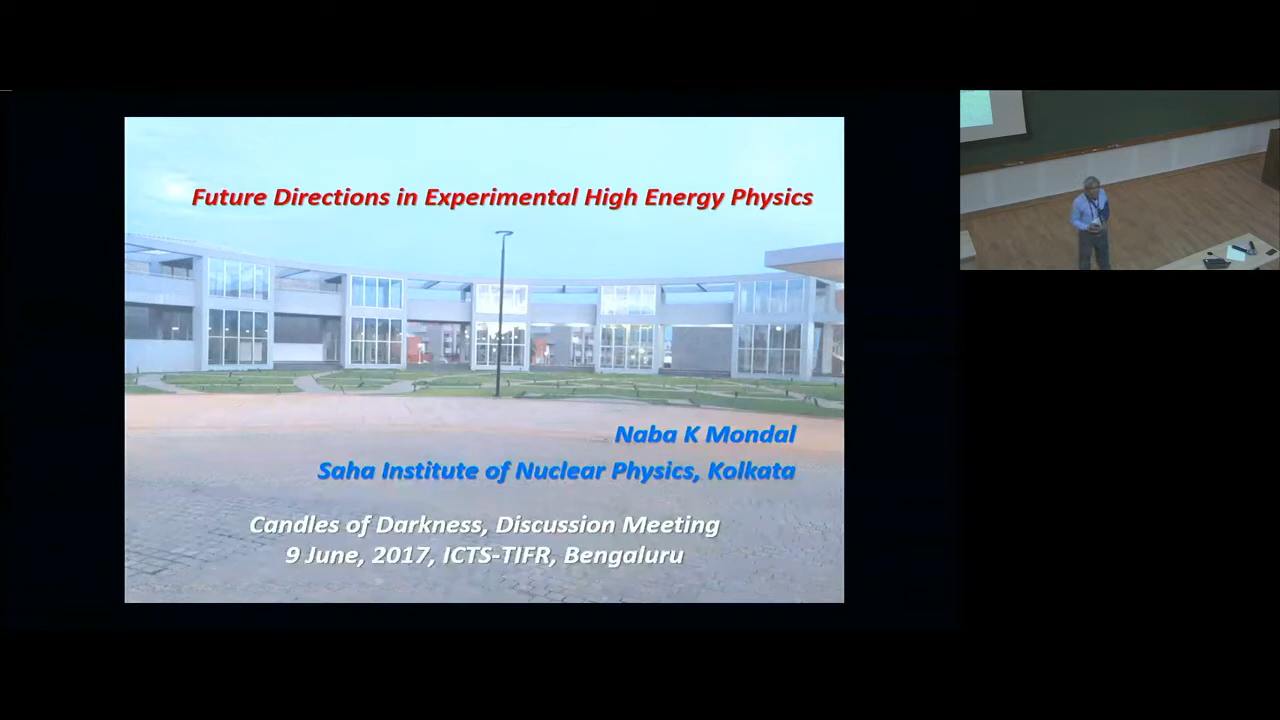 Future Directions in Experimental High Energy Physics
Naba K Mondal
Saha Institute of Nuclear Physics, Kolkata
Candles of Darkness, Discussion Meeting
9 June, 2017, ICTS-TIFR, Bengaluru